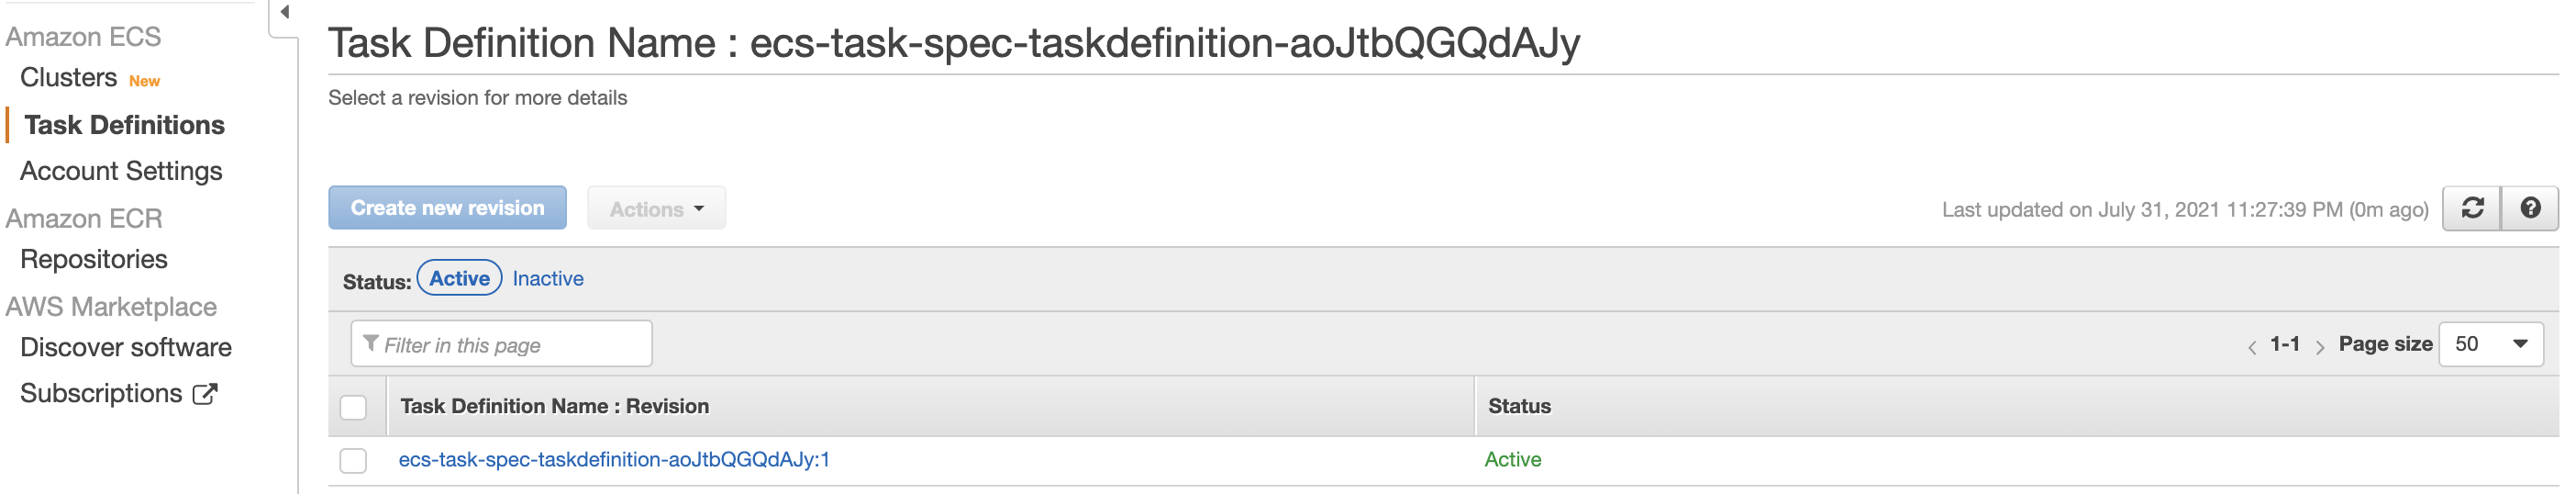 Amazon ECS
Clusters New
Task Definitions
Account Settings
Amazon ECR
Repositories
AWS Marketplace
Discover software
Subscriptions
Task Definition Name : ecs-task-spec-taskdefinition-aoJtbQGQdAJy
Select a revision for more details
Create new revision Actions Last updated on July 31, 2021 11:27:39 PM (0m ago)
Status: Active Inactive
Filter in this page 1-1 Page size 50
Task Definition Name : Revision Status
ecs-task-spec-taskdefinition-aoJtbQGQdAJy:1 Active